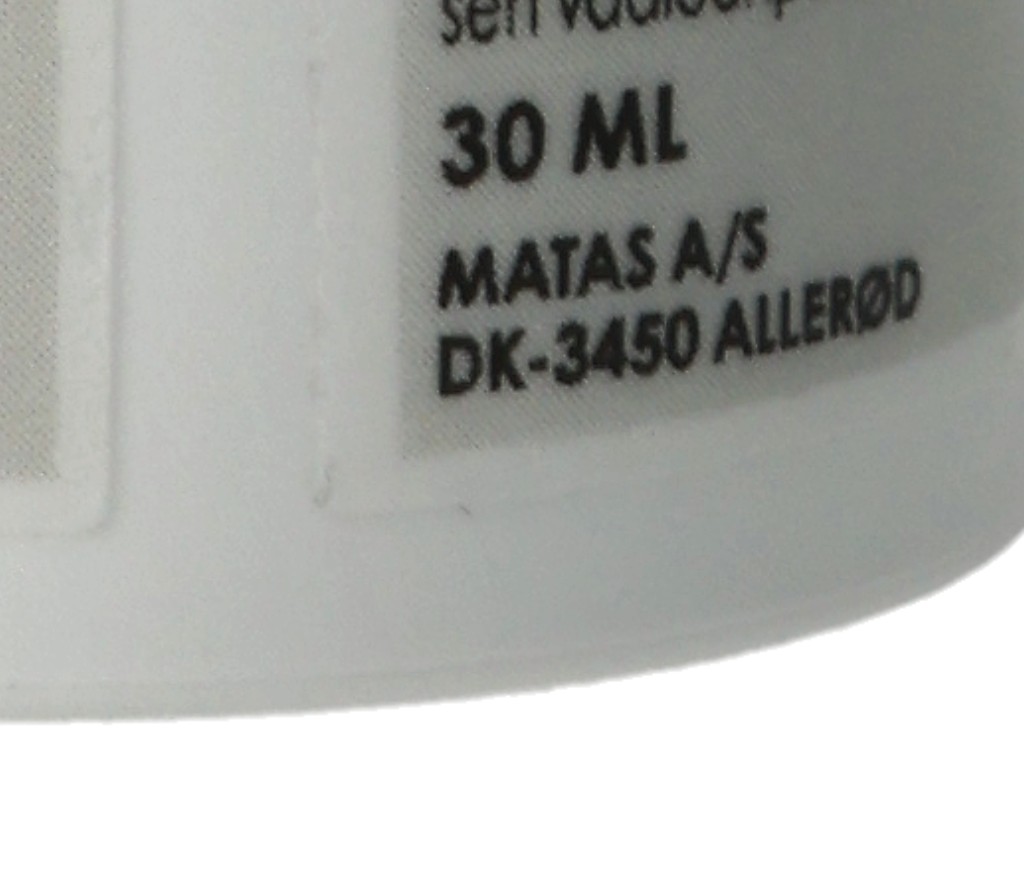 30 ML
MATAS A/S
DK-3450 ALLERØD